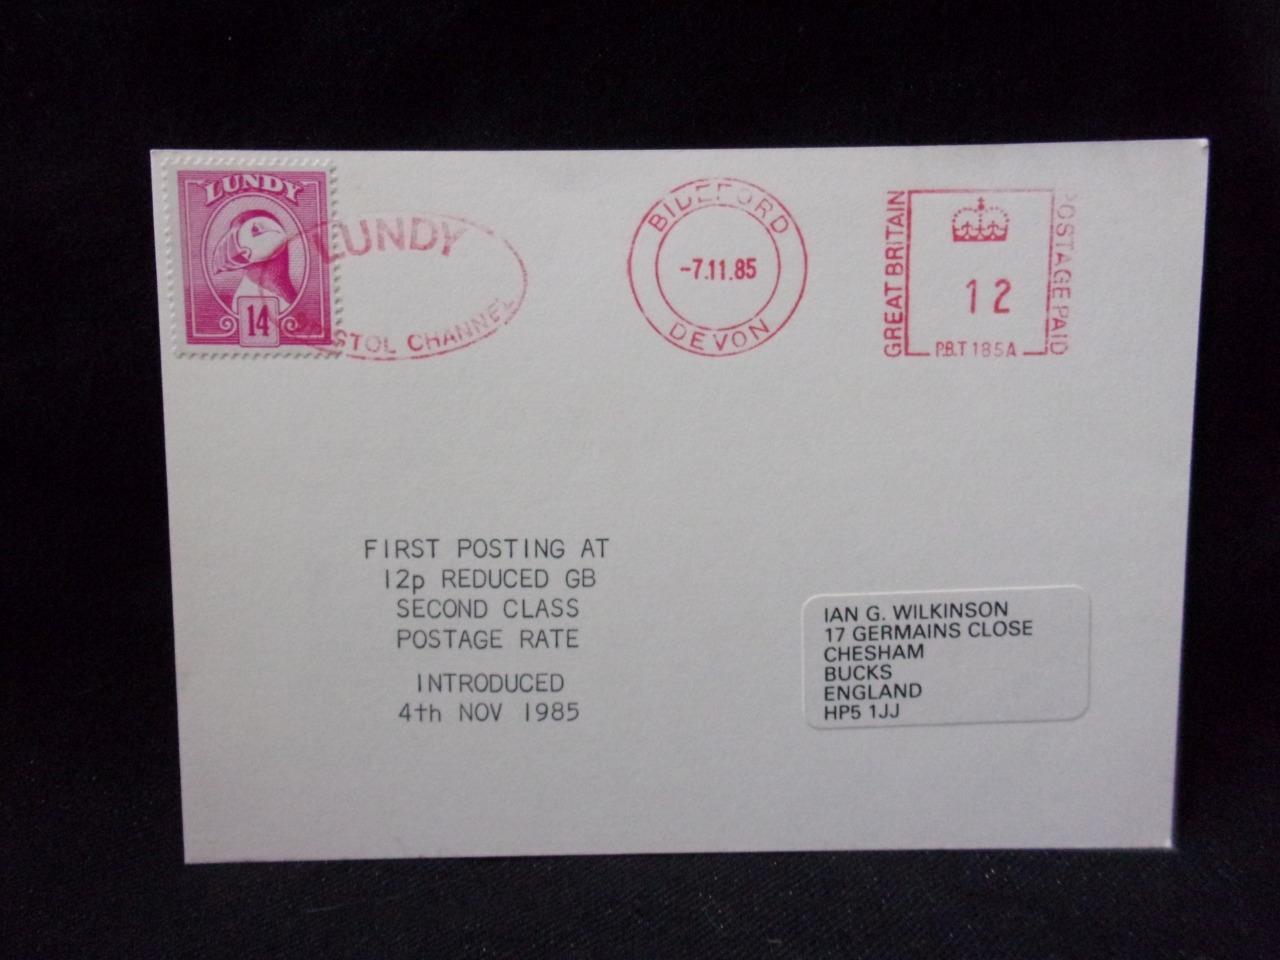 LUNDY
14
LUNDY
STOL CHANNEL
BIDEFORD
-7.11.85
DEVON
GREAT BRITAIN
12
P.B.T 185A
POSTAGE PAID
FIRST POSTING AT
12p REDUCED GB
SECOND CLASS
POSTAGE RATE
INTRODUCED
4th NOV 1985
IAN G. WILKINSON
17 GERMAINS CLOSE
CHESHAM
BUCKS
ENGLAND
HP5 1JJ